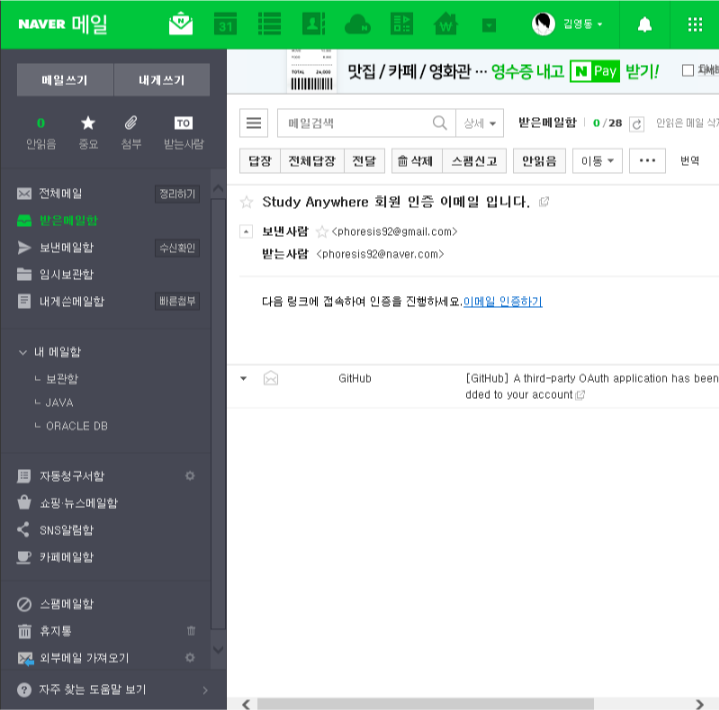 NAVER 메일
31
N
W
김영동
메일쓰기
내게쓰기
0
TO
안읽음
중요
첨부
받는사람
전체메일
정리하기
받은메일함
보낸메일함
수신확인
임시보관함
내게쓴메일함
빠른첨부
내 메일함
보관함
JAVA
ORACLE DB
자동청구서함
쇼핑·뉴스메일함
SNS알림함
카페메일함
스팸메일함
휴지통
외부메일 가져오기
? 자주 찾는 도움말 보기
TOTAL 24,000
맛집 / 카페 / 영화관 ··· 영수증 내고 N Pay 받기!
메일검색
상세
받은메일함
0 / 28
안읽은 메일
답장
전체답장
전달
삭제
스팸신고
안읽음
이동
···
번역
Study Anywhere 회원 인증 이메일 입니다.
보낸사람 <phoresis92@gmail.com>
받는사람 <phoresis92@naver.com>
다음 링크에 접속하여 인증을 진행하세요.이메일 인증하기
GitHub
[GitHub] A third-party OAuth application has been
dded to your account